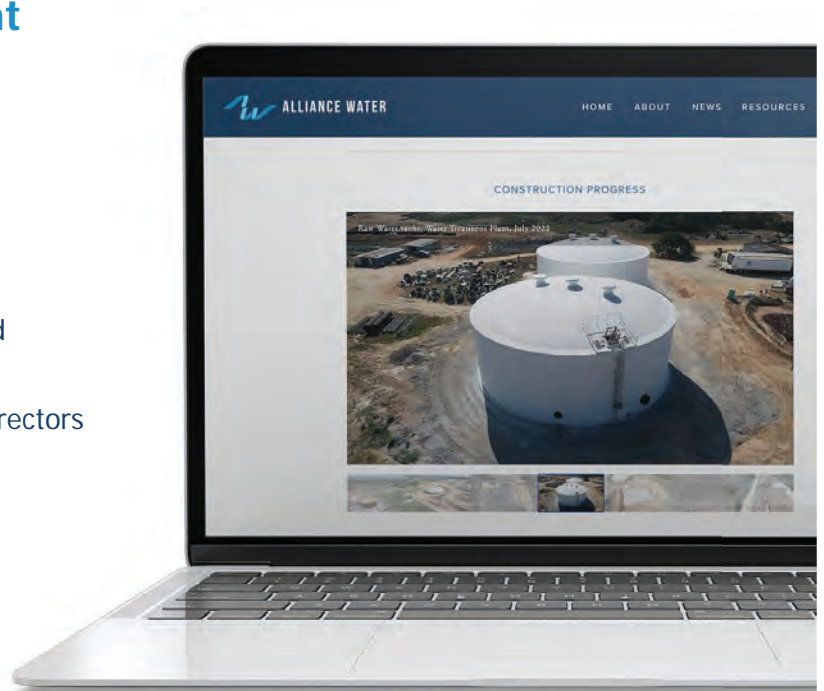 nt
d
rectors
ALLIANCE WATER
HOME ABOUT NEWS RESOURCES
CONSTRUCTION PROGRESS
Raw Water tanks, Water Treatment Plant, July 2022